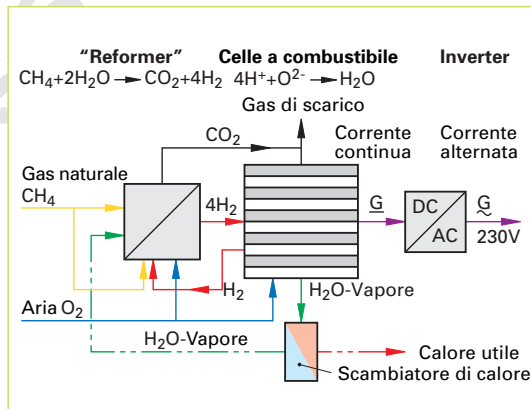 "Reformer" Celle a combustibile Inverter
CH₄+2H₂O → CO₂+4H₂ 4H⁺+O²⁻ → H₂O
Gas di scarico
CO₂
Corrente continua
Corrente alternata
Gas naturale
CH₄
4H₂
G
DC
AC
G
~
230V
H₂
H₂O-Vapore
Aria O₂
H₂O-Vapore
Calore utile
Scambiatore di calore